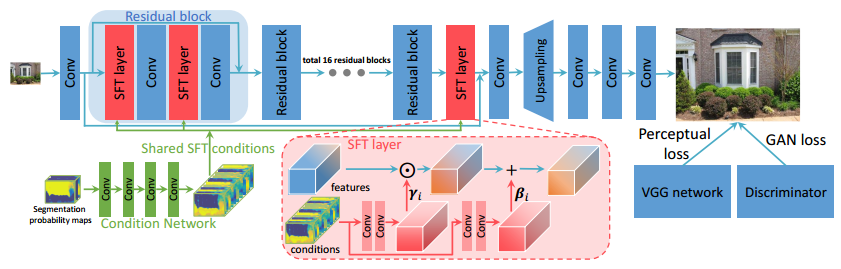 Residual block
Conv
SFT layer
Conv
SFT layer
Conv
Residual block
total 16 residual blocks
Residual block
SFT layer
Conv
Upsampling
Conv
Conv
Conv
Shared SFT conditions
Segmentation
probability maps
Conv
Conv
Conv
Conv
Condition Network
SFT layer
features
conditions
Conv
Conv
γi
Conv
Conv
βi
+
Perceptual
loss
GAN loss
VGG network
Discriminator